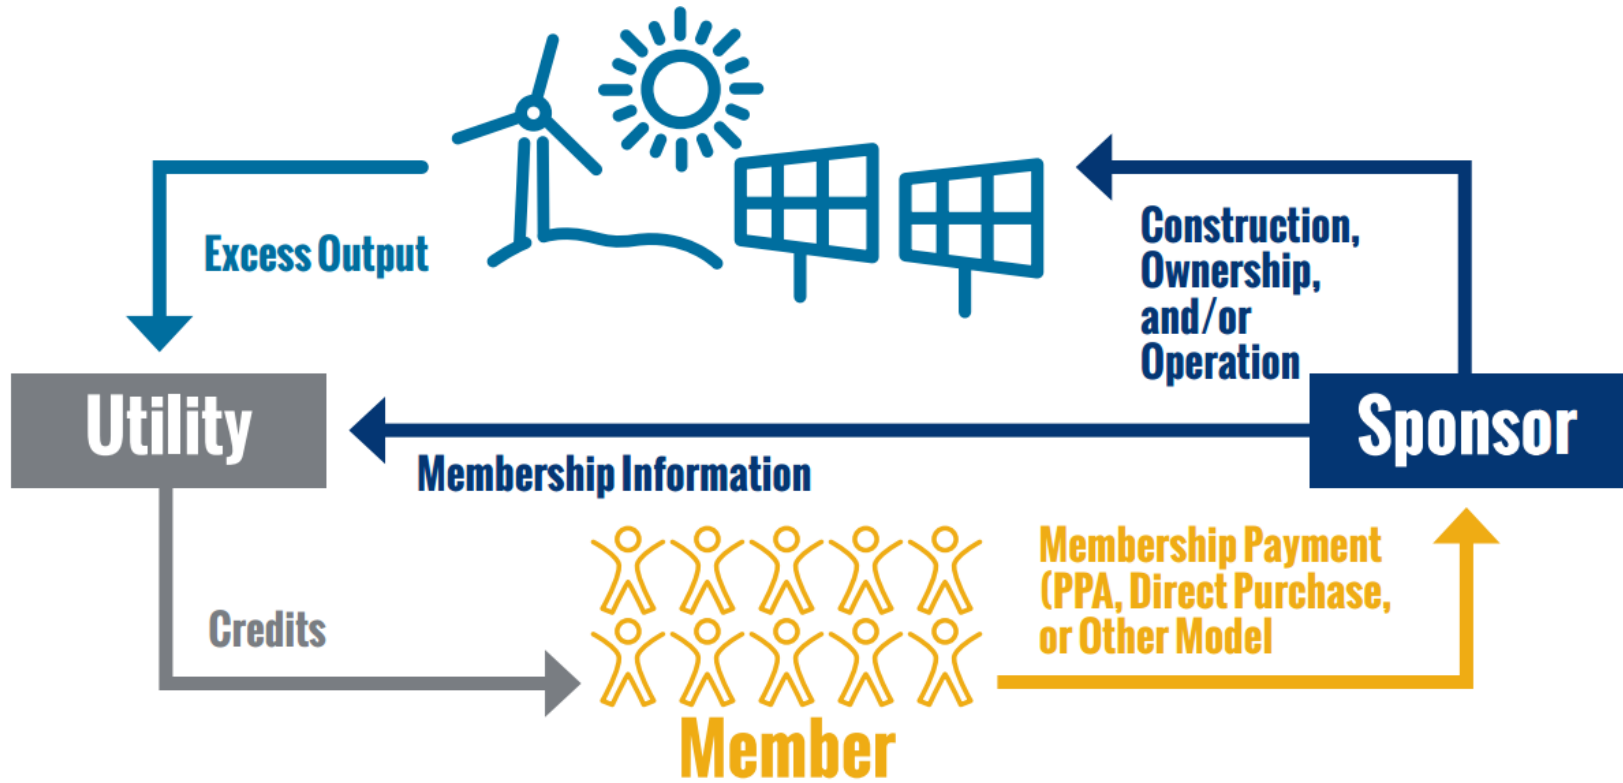 Excess Output
Construction,
Ownership,
and/or
Operation
Utility
Sponsor
Membership Information
Credits
Membership Payment
(PPA, Direct Purchase,
or Other Model
Member